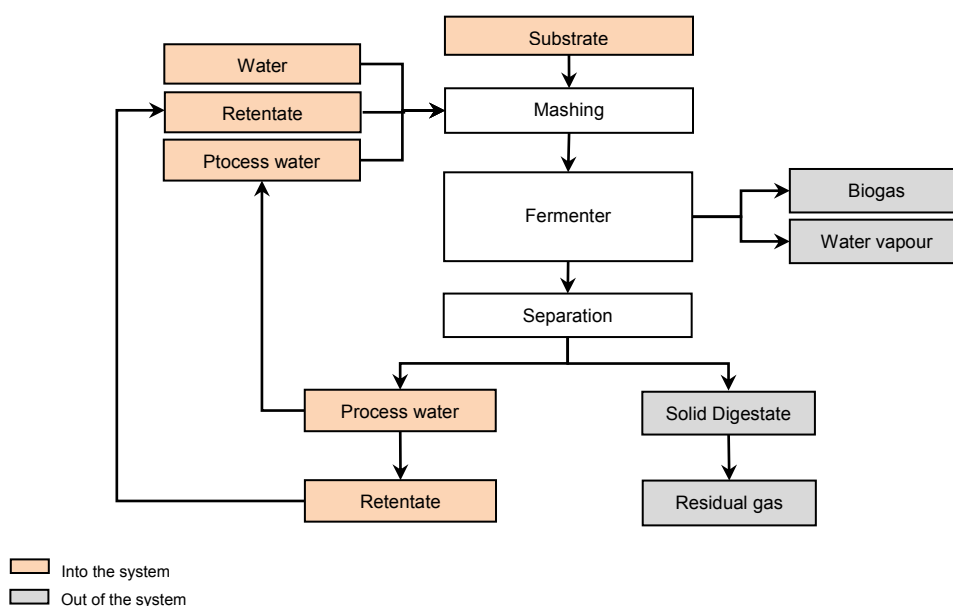 Substrate
Water
Retentate
Ptocess water
Mashing
Fermenter
Biogas
Water vapour
Separation
Process water
Solid Digestate
Retentate
Residual gas
Into the system
Out of the system